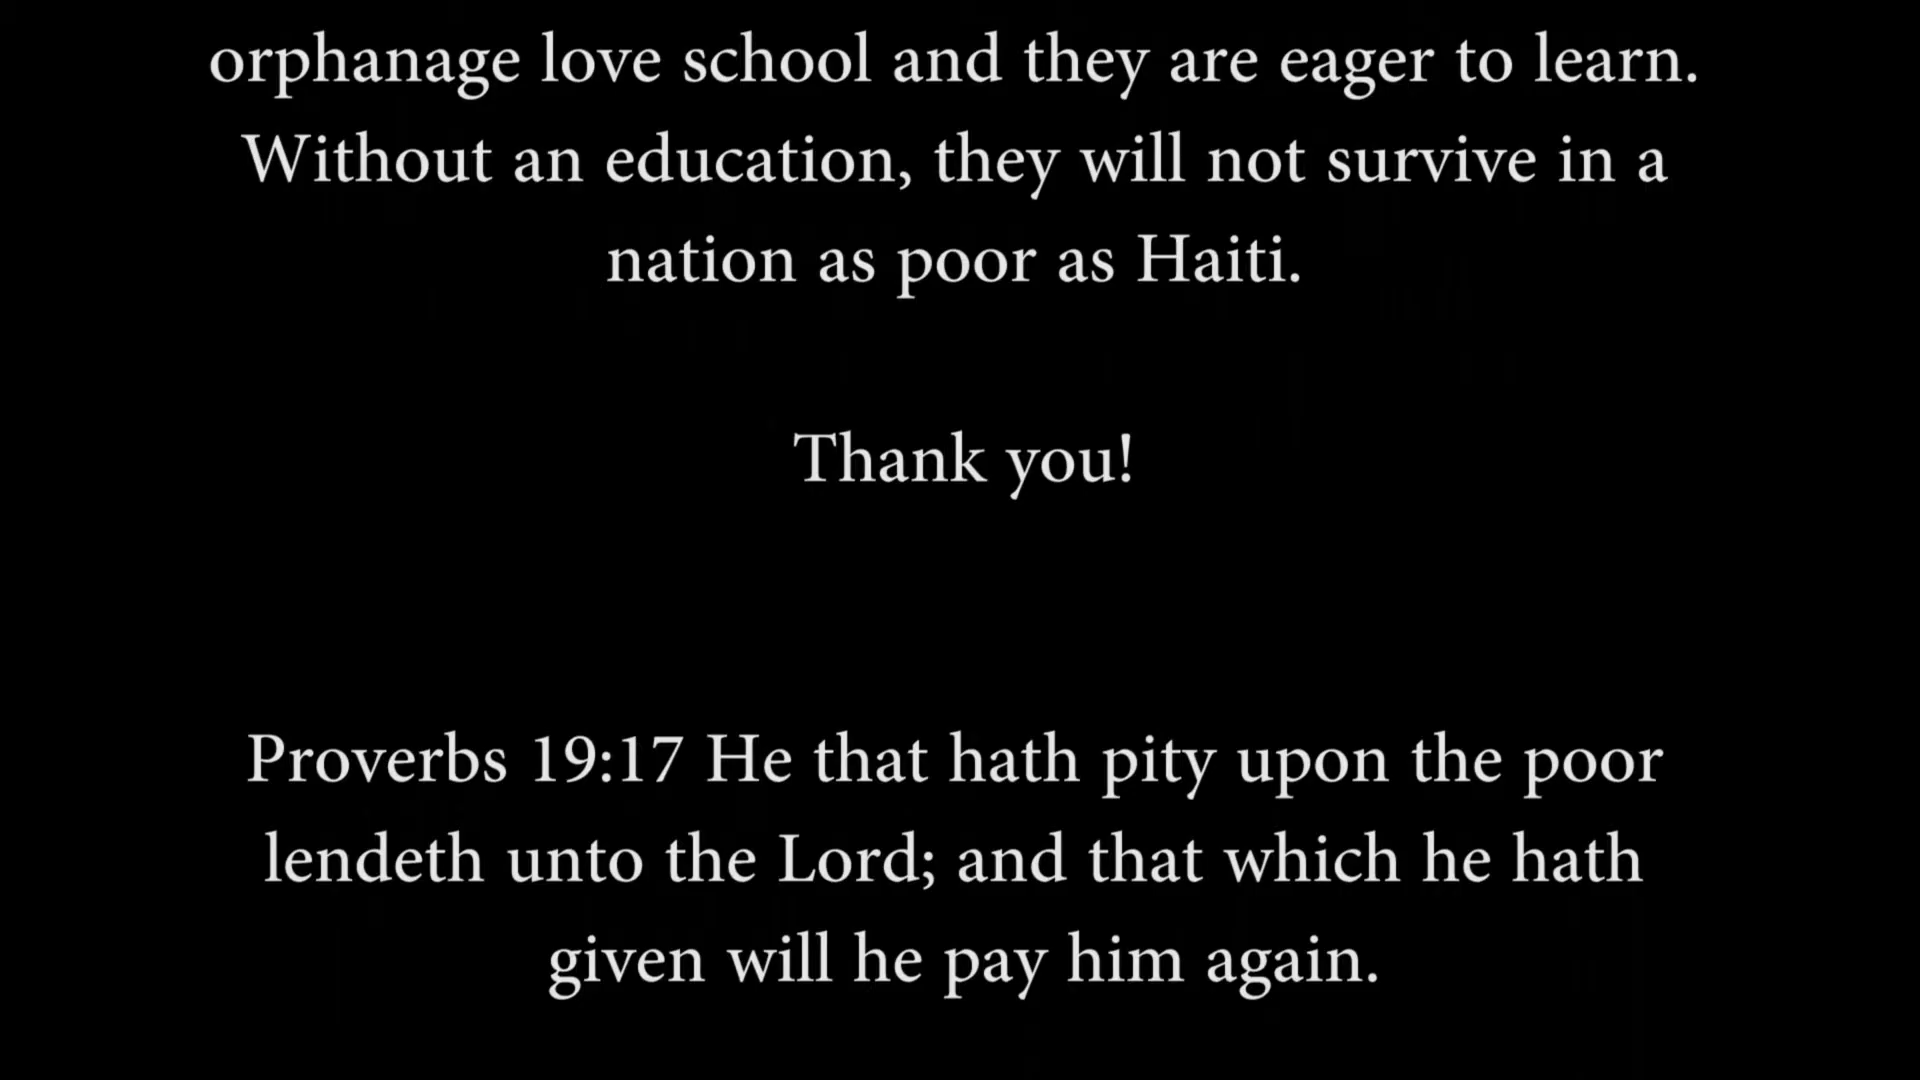 orphanage love school and they are eager to learn.
Without an education, they will not survive in a
nation as poor as Haiti.
Thank you!
Proverbs 19:17 He that hath pity upon the poor
lendeth unto the Lord; and that which he hath
given will he pay him again.